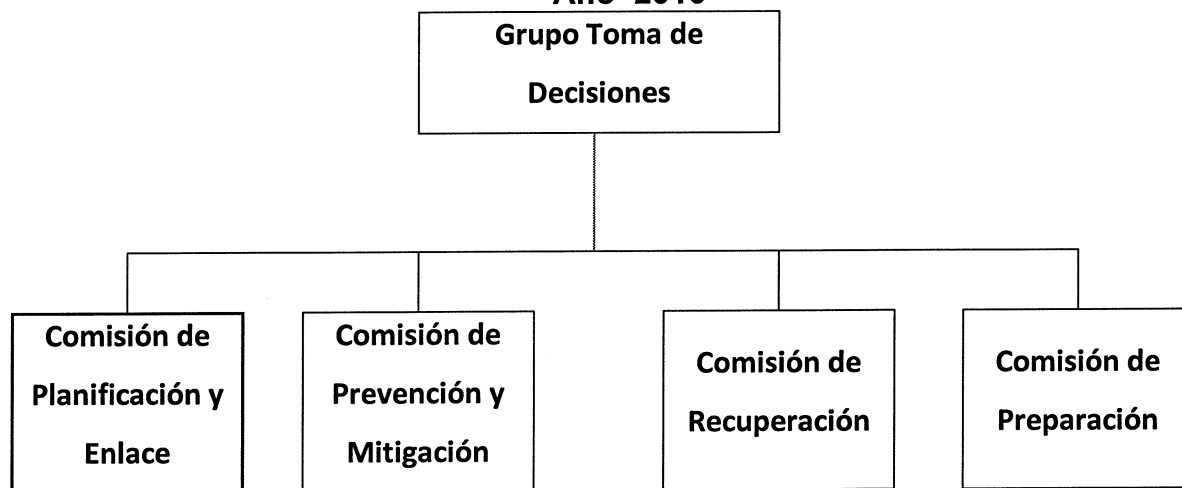 Grupo Toma de
Decisiones
Comisión de
Planificación y
Enlace
Comisión de
Prevención y
Mitigación
Comisión de
Recuperación
Comisión de
Preparación